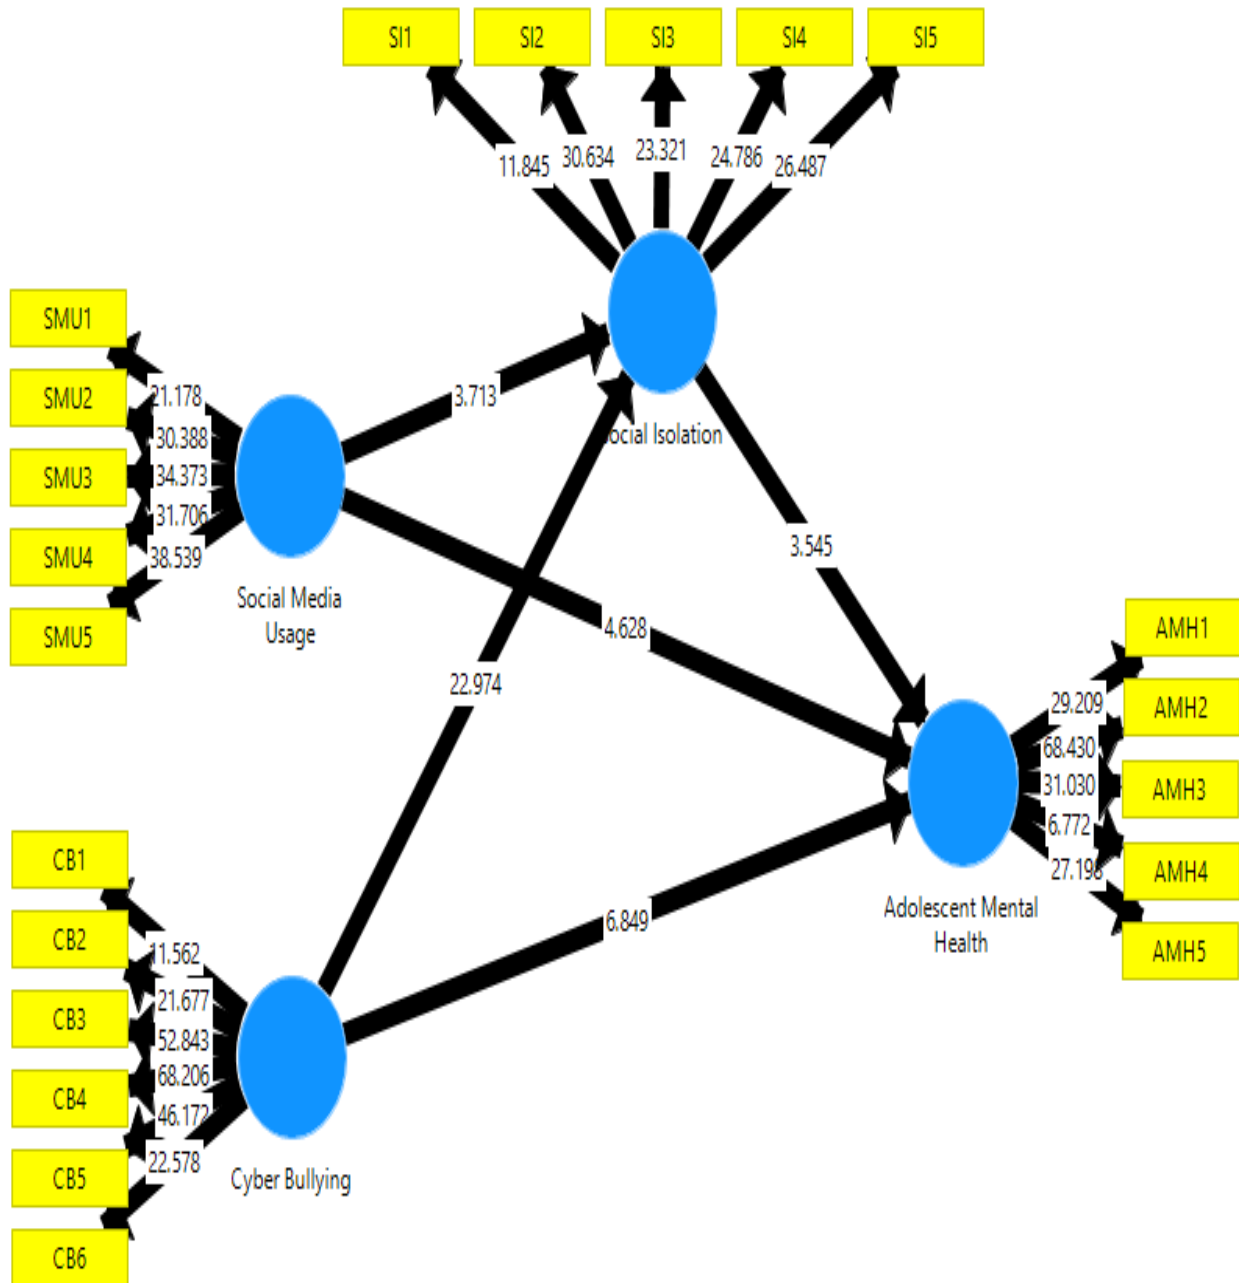 SI1
SI2
SI3
SI4
SI5
11.845
30.634
23.321
24.786
26.487
SMU1
SMU2
SMU3
SMU4
SMU5
21.178
30.388
34.373
31.706
38.539
Social Media
Usage
3.713
ocial Isolation
3.545
4.628
22.974
6.849
AMH1
AMH2
AMH3
AMH4
AMH5
29.209
68.430
31.030
6.772
Adolescent Mental
Health
CB1
CB2
CB3
CB4
CB5
CB6
11.562
21.677
52.843
68.206
46.172
22.578
Cyber Bullying